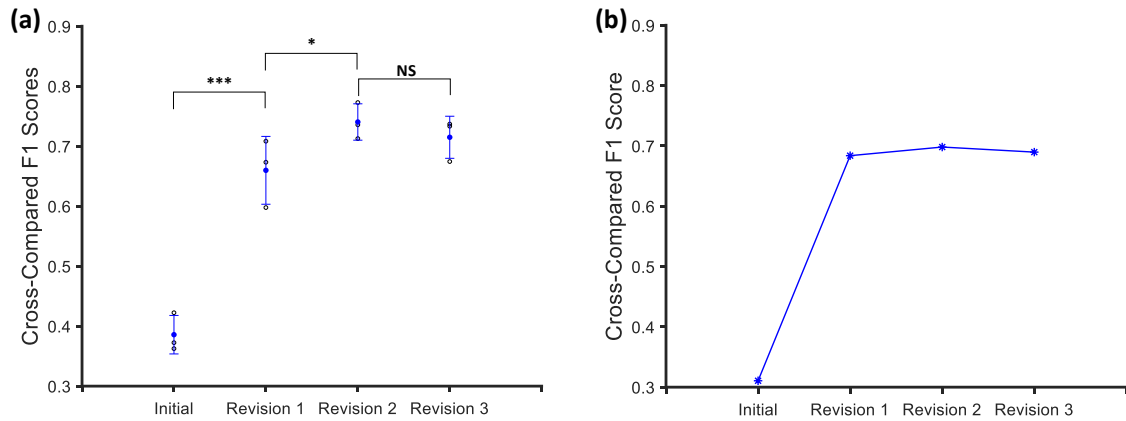 (a)
Cross-Compared F1 Scores
0.9
0.8
0.7
0.6
0.5
0.4
0.3
***
*
NS
Initial
Revision 1
Revision 2
Revision 3
(b)
Cross-Compared F1 Score
0.9
0.8
0.7
0.6
0.5
0.4
0.3
Initial
Revision 1
Revision 2
Revision 3